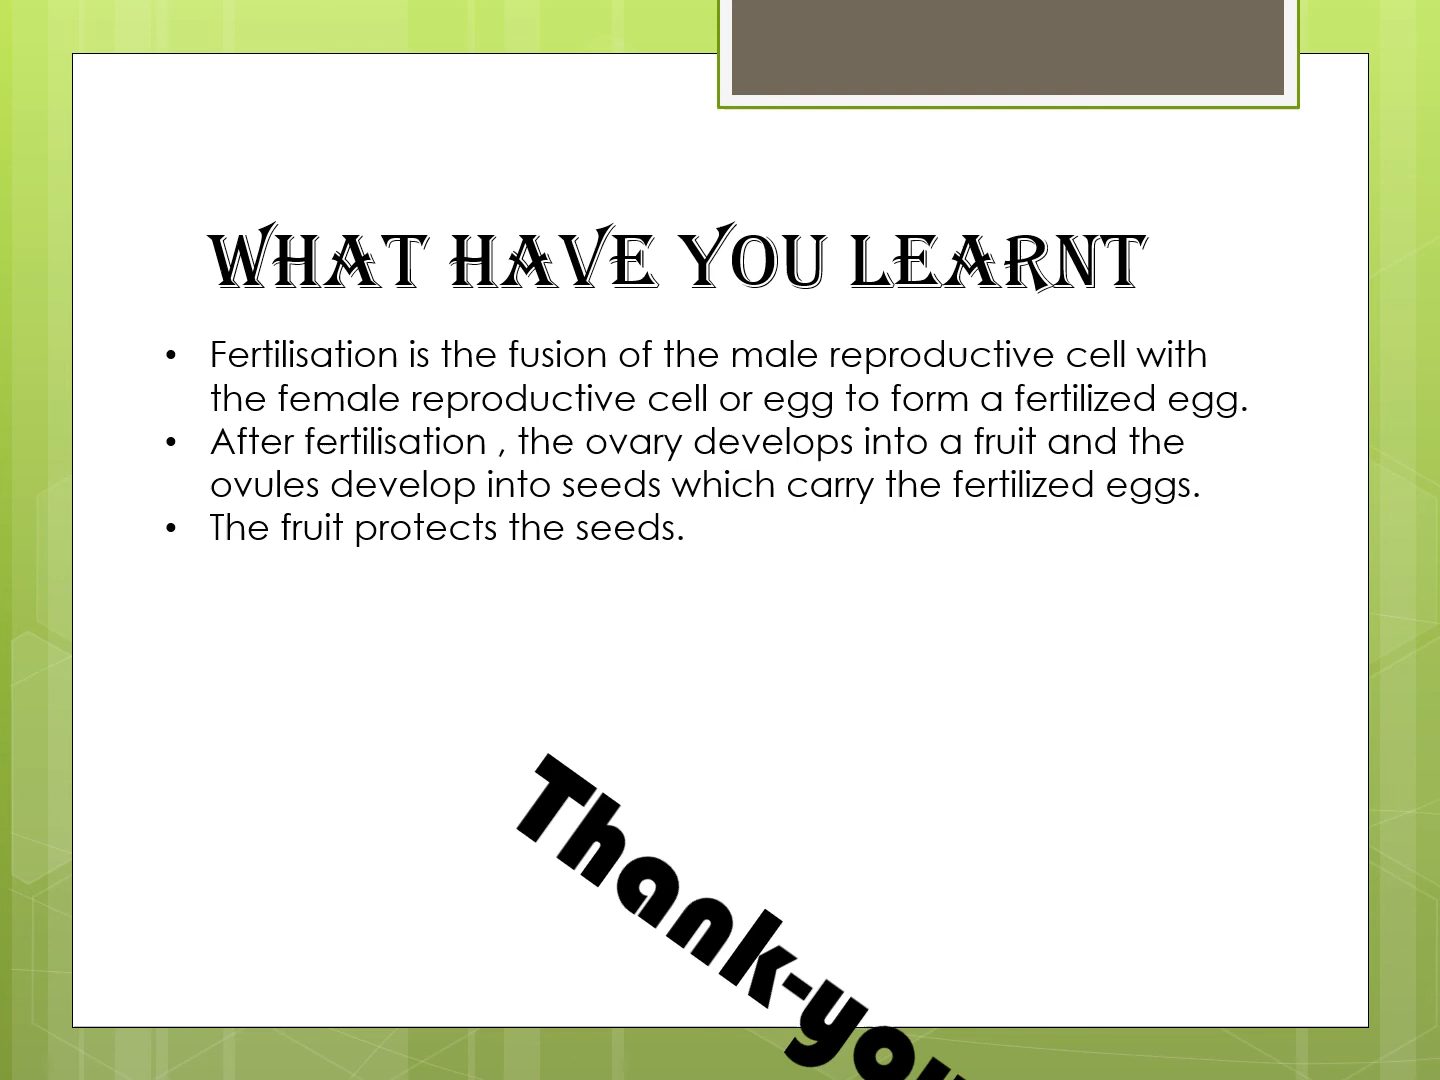 WHAT HAVE YOU LEARNT
• Fertilisation is the fusion of the male reproductive cell with
the female reproductive cell or egg to form a fertilized egg.
• After fertilisation , the ovary develops into a fruit and the
ovules develop into seeds which carry the fertilized eggs.
• The fruit protects the seeds.
Thank-you